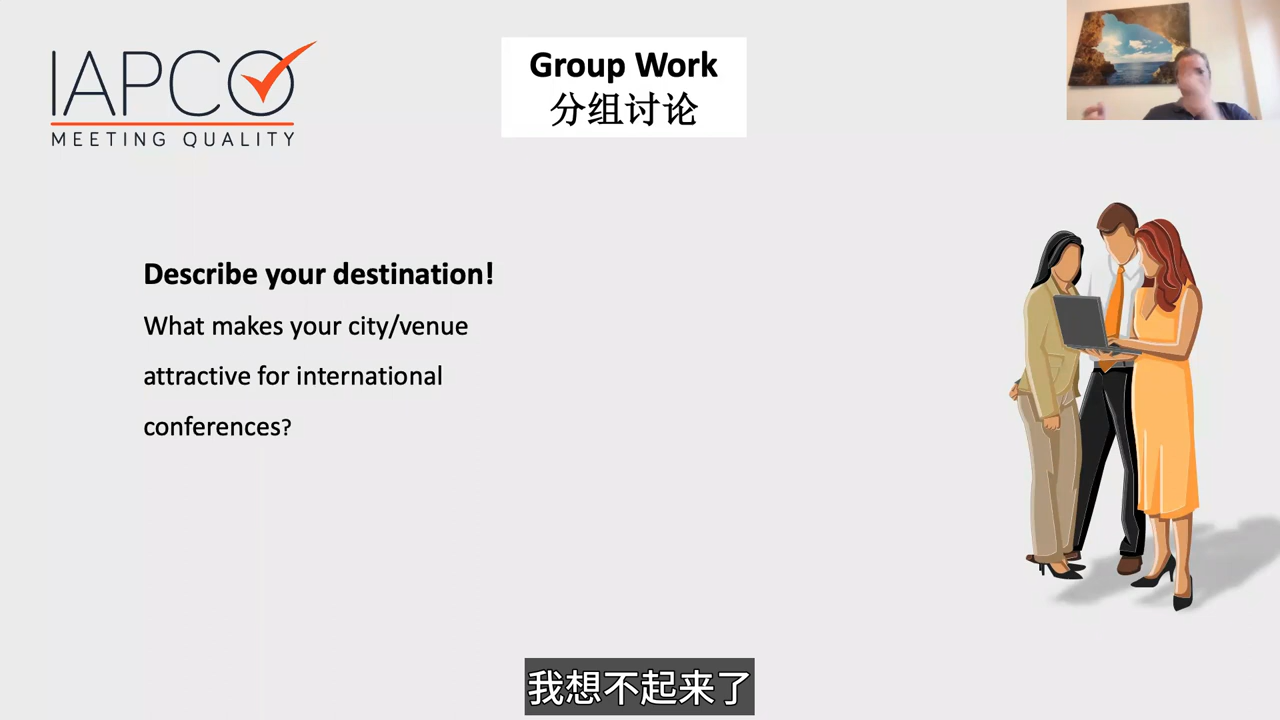 IAPCO
MEETING QUALITY
Group Work
分组讨论
Describe your destination!
What makes your city/venue
attractive for international
conferences?
我想不起来了